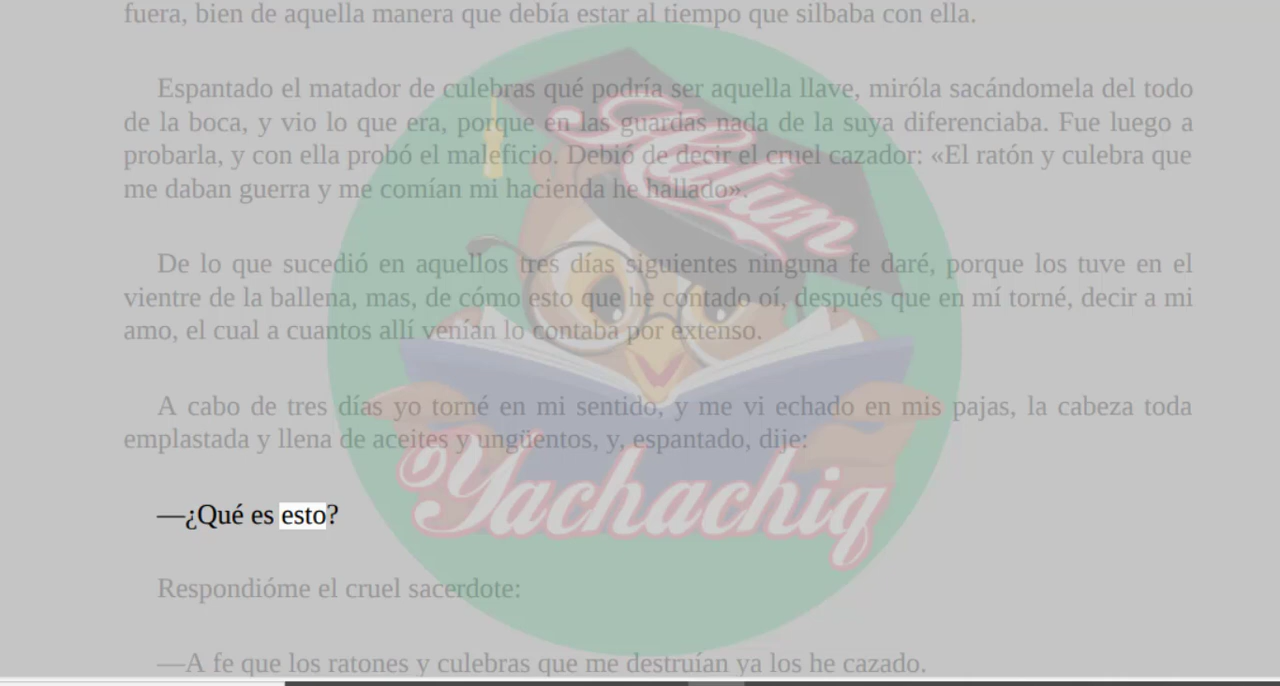 fuera, bien de aquella manera que debía estar al tiempo que silbaba con ella.
Espantado el matador de culebras qué podría ser aquella llave, miróla sacándomela del todo
de la boca, y vio lo que era, porque en las guardas nada de la suya diferenciaba. Fue luego a
probarla, y con ella probó el maleficio. Debió de decir el cruel cazador: «El ratón y culebra que
me daban guerra y me comían mi hacienda he hallado».
De lo que sucedió en aquellos tres días siguientes ninguna fe daré, porque los tuve en el
vientre de la ballena, mas, de cómo esto que he contado oí, después que en mí torné, decir a mi
amo, el cual a cuantos allí venían lo contaba por extenso.
A cabo de tres días yo torné en mi sentido, y me vi echado en mis pajas, la cabeza toda
emplastada y llena de aceites y ungüentos, y, espantado, dije:
—¿Qué es esto?
Respondióme el cruel sacerdote:
—A fe que los ratones y culebras que me destruían ya los he cazado.
Yachachiq